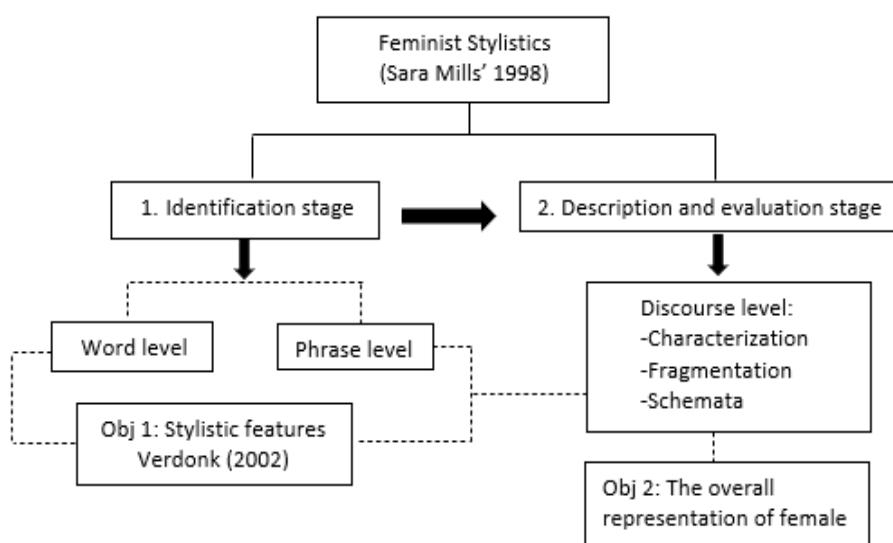 Feminist Stylistics
(Sara Mills’ 1998)
1. Identification stage
2. Description and evaluation stage
Word level
Phrase level
Discourse level:
-Characterization
-Fragmentation
-Schemata
Obj 1: Stylistic features
Verdonk (2002)
Obj 2: The overall
representation of female